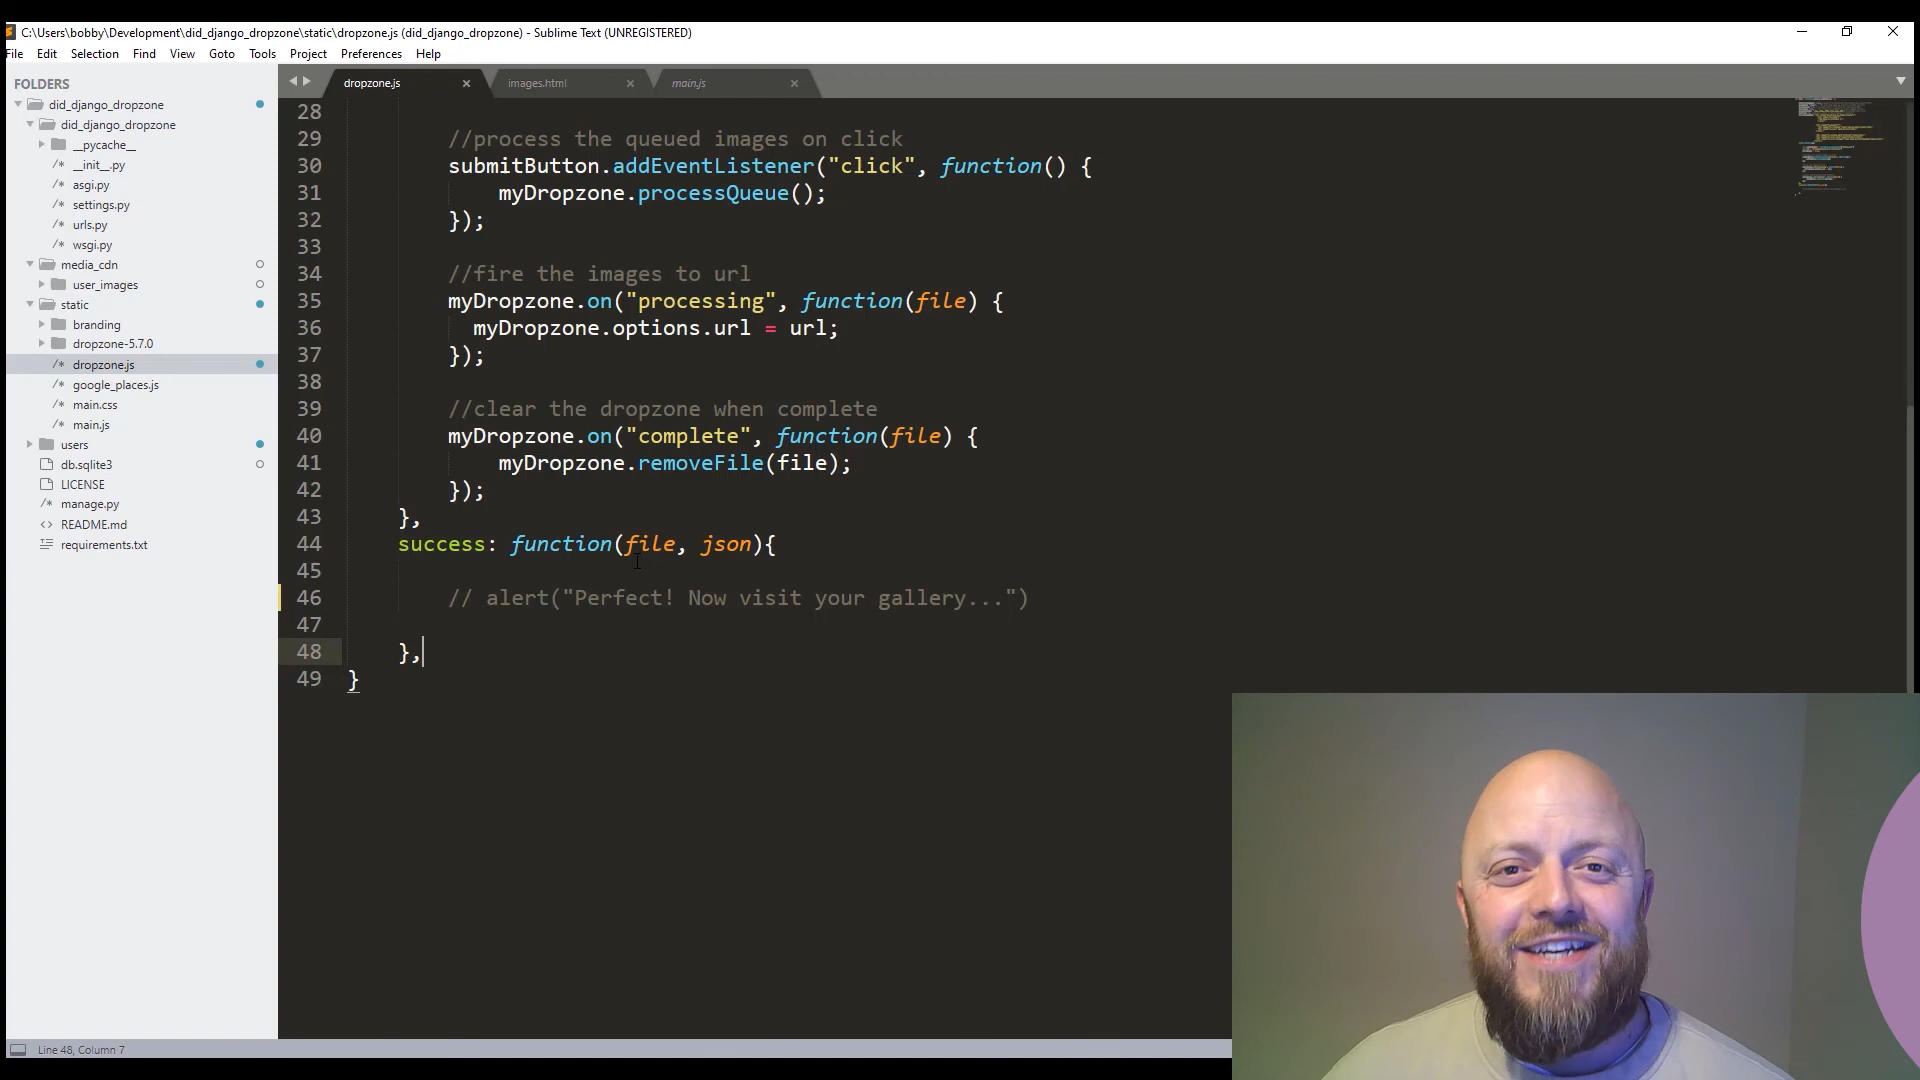 C:\Users\bobby\Development\did_django_dropzone\static\dropzone.js (did_django_dropzone) - Sublime Text (UNREGISTERED)
File Edit Selection Find View Goto Tools Project Preferences Help
FOLDERS
did_django_dropzone
did_django_dropzone
__pycache__
/* __init__.py
/* asgi.py
/* settings.py
/* urls.py
/* wsgi.py
media_cdn
user_images
static
branding
dropzone-5.7.0
/* dropzone.js
/* google_places.js
/* main.css
/* main.js
users
db.sqlite3
LICENSE
/* manage.py
<> README.md
requirements.txt
dropzone.js images.html main.js
28
29 //process the queued images on click
30 submitButton.addEventListener("click", function() {
31 myDropzone.processQueue();
32 });
33
34 //fire the images to url
35 myDropzone.on("processing", function(file) {
36 myDropzone.options.url = url;
37 });
38
39 //clear the dropzone when complete
40 myDropzone.on("complete", function(file) {
41 myDropzone.removeFile(file);
42 });
43 },
44 success: function(file, json){
45
46 // alert("Perfect! Now visit your gallery...")
47
48 },
49 }
Line 48, Column 7